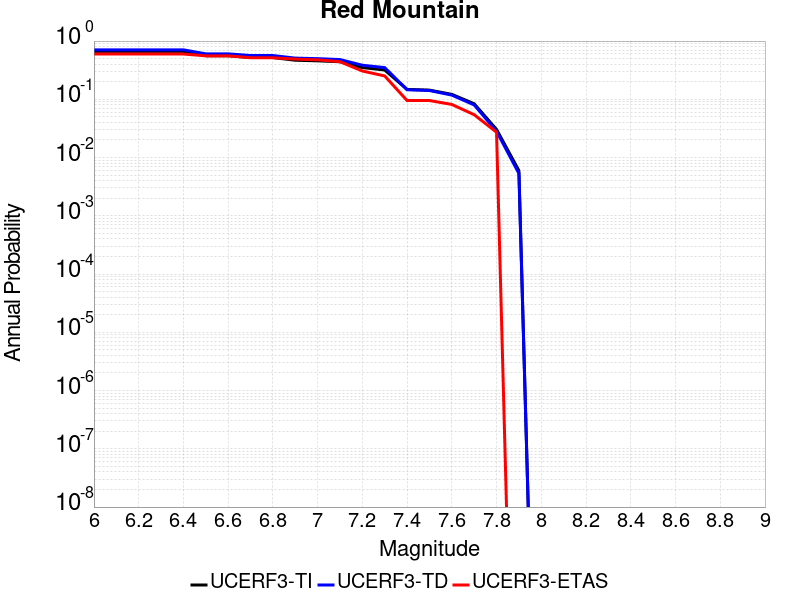 Red Mountain
Annual Probability
10^0
10^-1
10^-2
10^-3
10^-4
10^-5
10^-6
10^-7
10^-8
6 6.2 6.4 6.6 6.8 7 7.2 7.4 7.6 7.8 8 8.2 8.4 8.6 8.8 9
Magnitude
UCERF3-TI UCERF3-TD UCERF3-ETAS